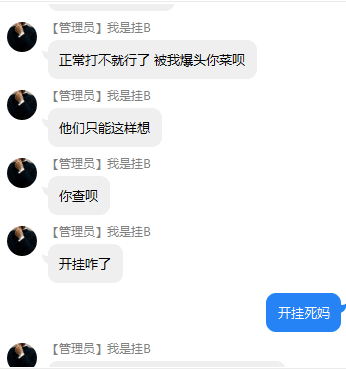 【管理员】我是挂B
正常打不就行了 被我爆头你菜呗
【管理员】我是挂B
他们只能这样想
【管理员】我是挂B
你查呗
【管理员】我是挂B
开挂咋了
开挂死妈
【管理员】我是挂B